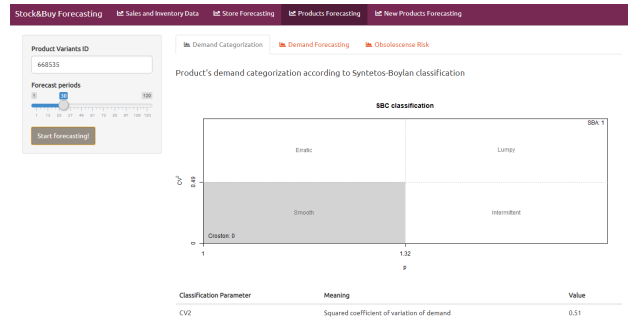 Stock&Buy Forecasting Sales and Inventory Data Store Forecasting Products Forecasting New Products Forecasting
Demand Categorization Demand Forecasting Obsolescense Risk
Product Variants ID
668535
Forecast periods
1 120
Start forecasting!
Product's demand categorization according to Syntetos-Boylan classification
SBC classification
SBA: 1
Erratic Lumpy
CV²
0.49
Smooth Intermittent
Croston: 0
0
1 1.32
p
Classification Parameter Meaning Value
CV2 Squared coefficient of variation of demand 0.51